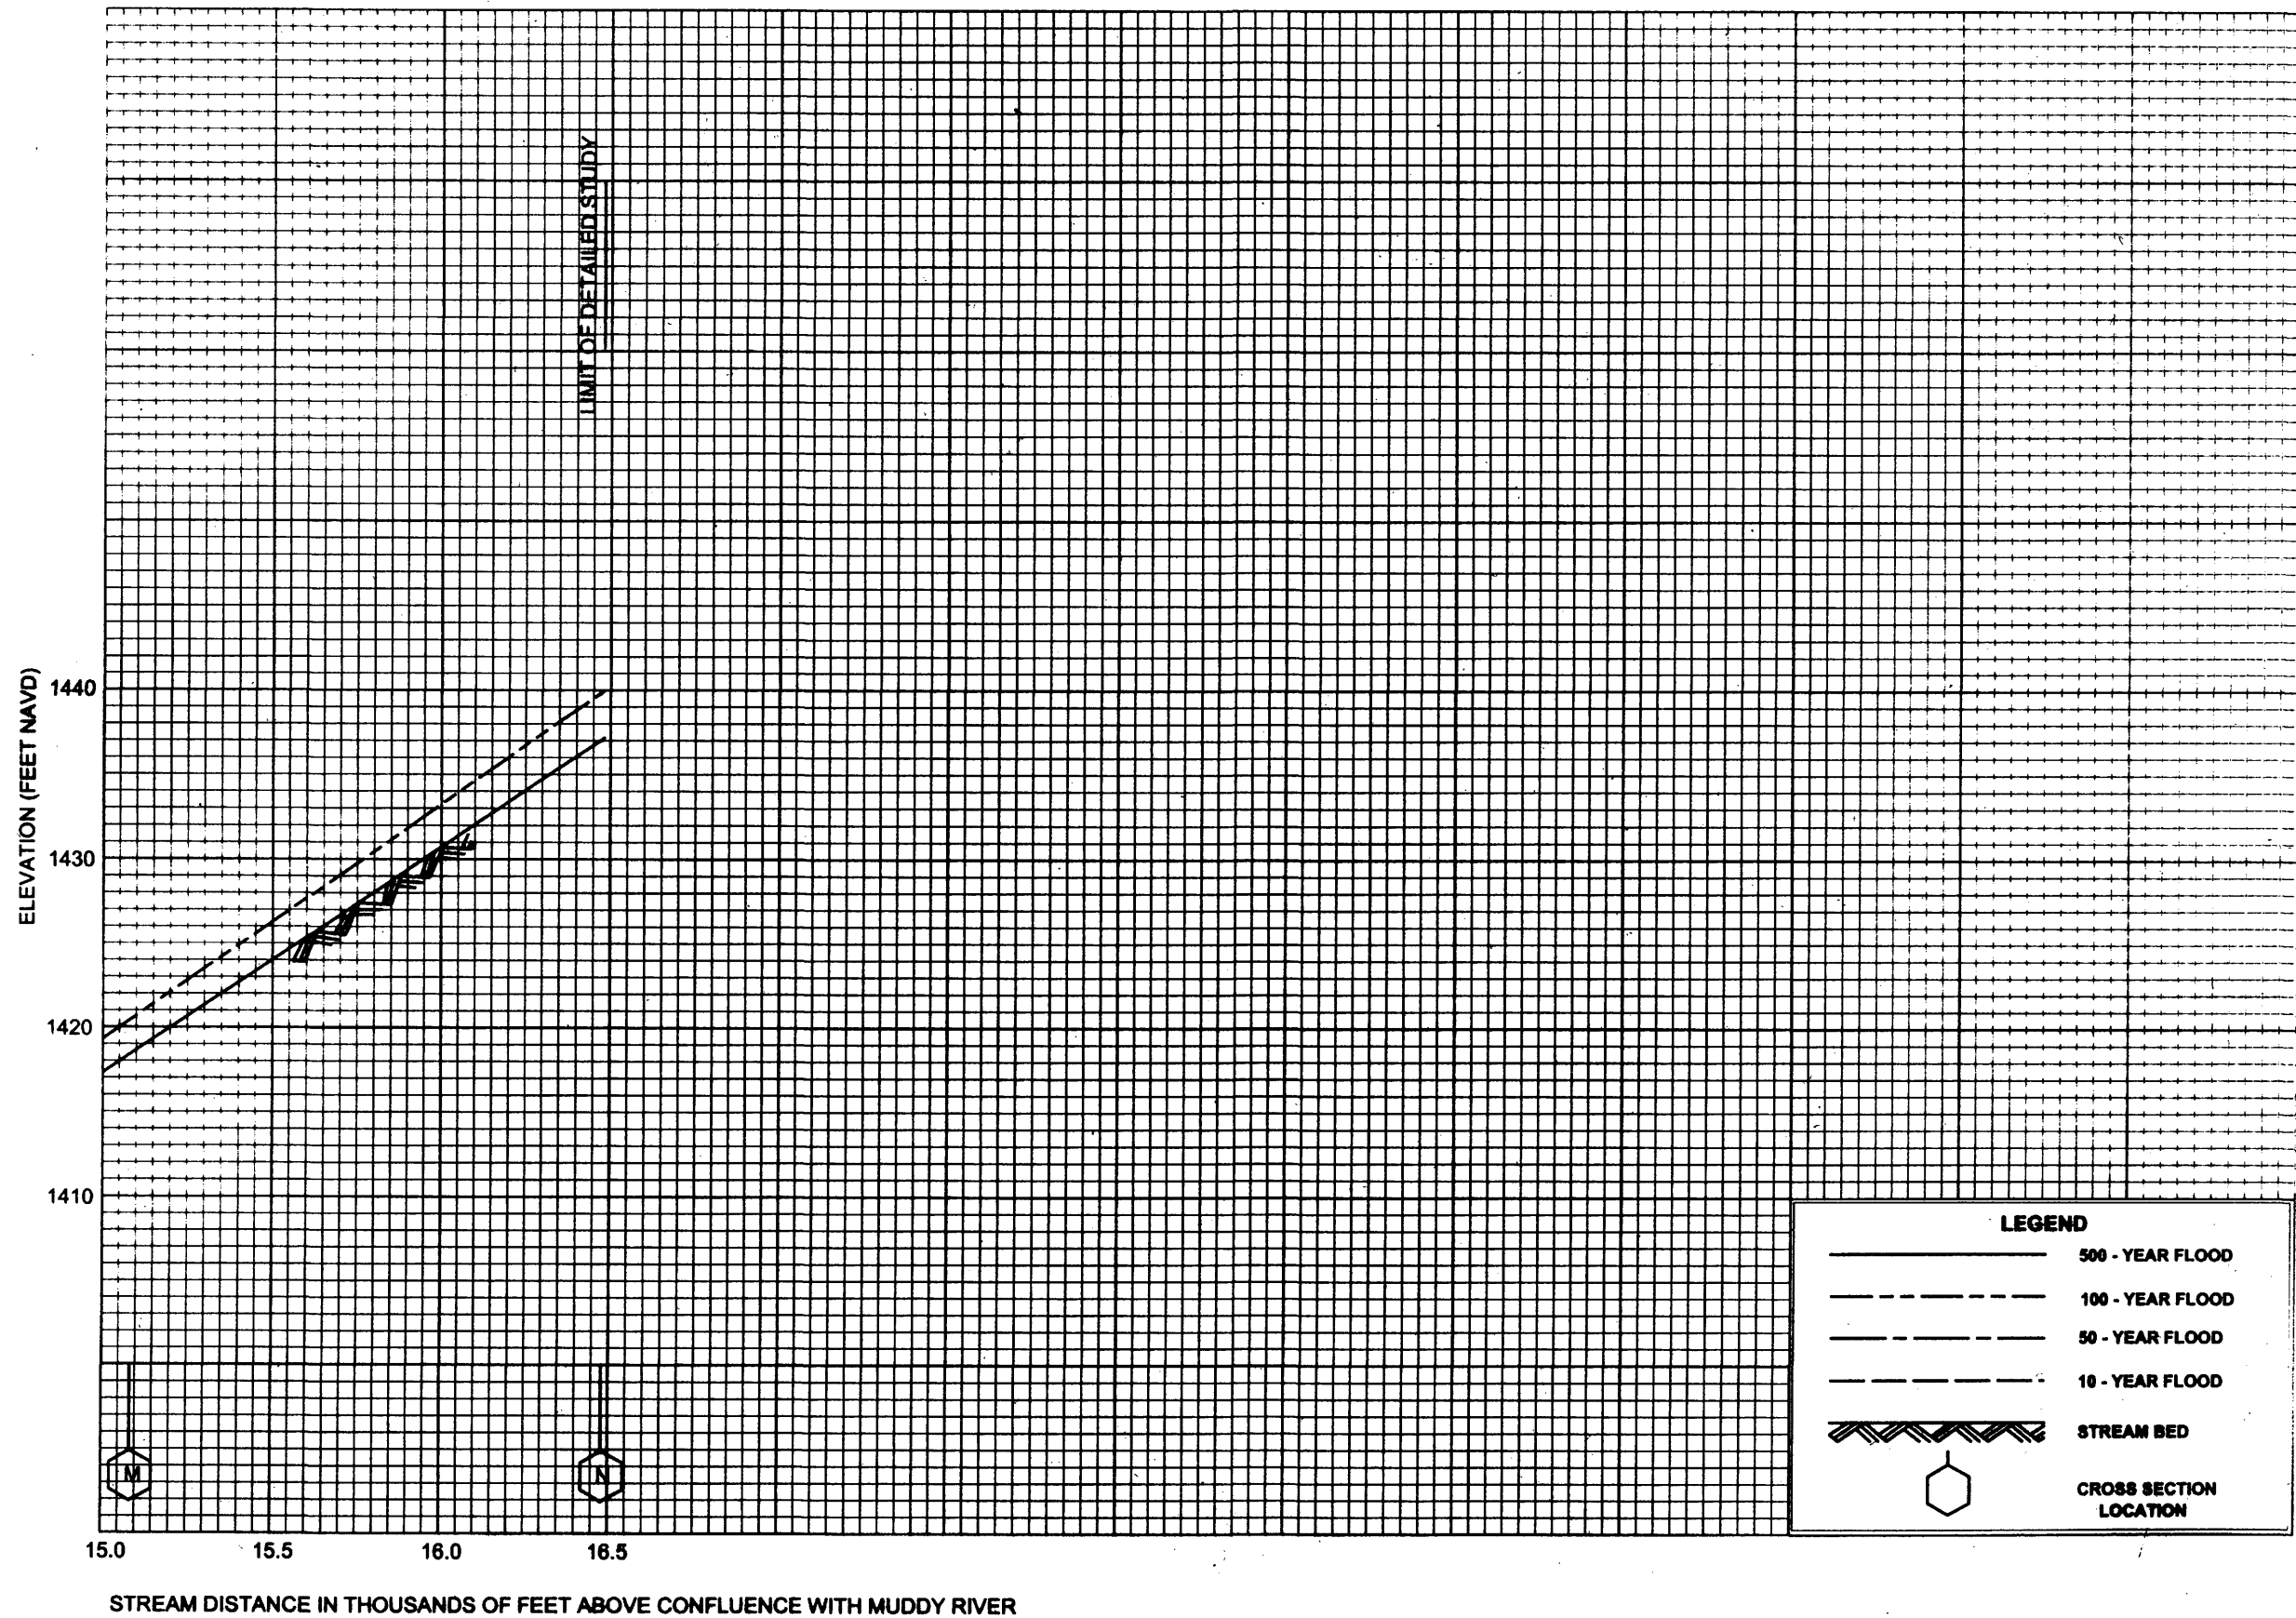 LIMIT OF DETAILED STUDY
ELEVATION (FEET NAVD)
1440
1430
1420
1410
LEGEND
500 - YEAR FLOOD
100 - YEAR FLOOD
50 - YEAR FLOOD
10 - YEAR FLOOD
STREAM BED
CROSS SECTION
LOCATION
M
N
15.0 15.5 16.0 16.5
STREAM DISTANCE IN THOUSANDS OF FEET ABOVE CONFLUENCE WITH MUDDY RIVER